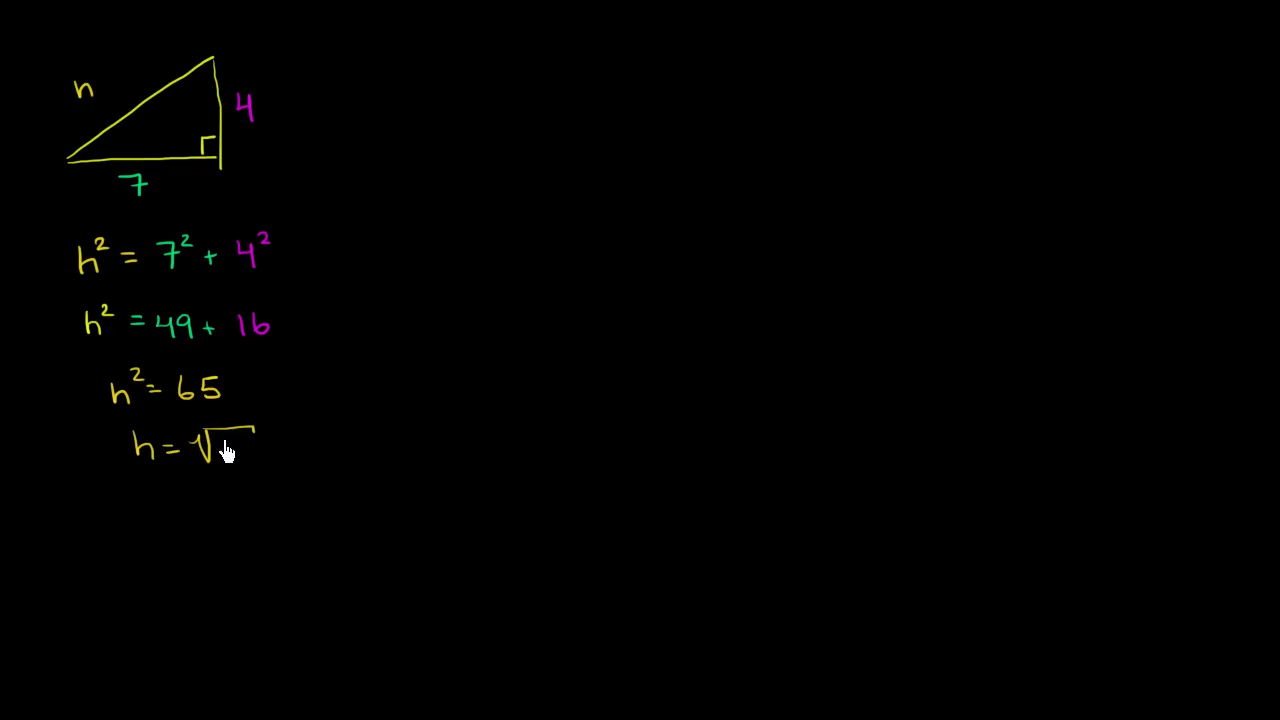 h
4
7
h² = 7² + 4²
h² = 49 + 16
h² = 65
h = √